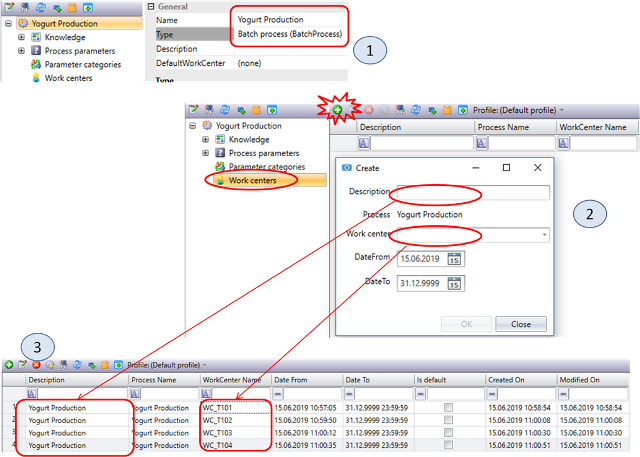 Yogurt Production
Knowledge
Process parameters
Parameter categories
Work centers
General
Name Yogurt Production
Type Batch process (BatchProcess)
Description
DefaultWorkCenter (none)
Type
1
Profile: (Default profile)
Yogurt Production
Knowledge
Process parameters
Parameter categories
Work centers
Description Process Name WorkCenter Name
A A A
Create
Description
Process Yogurt Production
Work center
DateFrom 15.06.2019 15
DateTo 31.12.9999 15
OK Close
2
3
Profile: (Default profile)
Description Process Name WorkCenter Name Date From Date To Is default Created On Modified On
A A A = = = = =
1 Yogurt Production Yogurt Production WC_T101 15.06.2019 10:57:05 31.12.9999 23:59:59 15.06.2019 10:58:54 15.06.2019 10:58:54
Yogurt Production Yogurt Production WC_T102 15.06.2019 10:59:50 31.12.9999 23:59:59 15.06.2019 11:00:08 15.06.2019 11:00:08
Yogurt Production Yogurt Production WC_T103 15.06.2019 11:00:12 31.12.9999 23:59:59 15.06.2019 11:00:30 15.06.2019 11:00:30
4 Yogurt Production Yogurt Production WC_T104 15.06.2019 11:00:35 31.12.9999 23:59:59 15.06.2019 11:00:51 15.06.2019 11:00:51